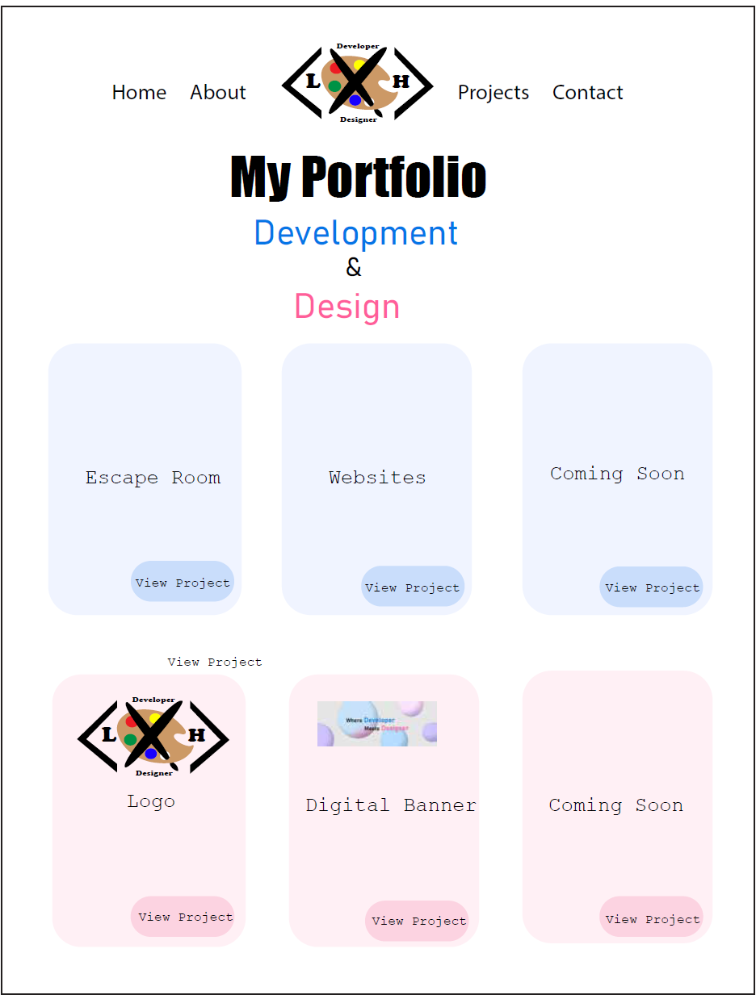 Developer
L H
Designer
Home About Projects Contact
My Portfolio
Development
&
Design
Escape Room
Websites
Coming Soon
View Project
View Project
View Project
View Project
Developer
L H
Designer
Logo
Where Developer
Meets Designer
Digital Banner
Coming Soon
View Project
View Project
View Project